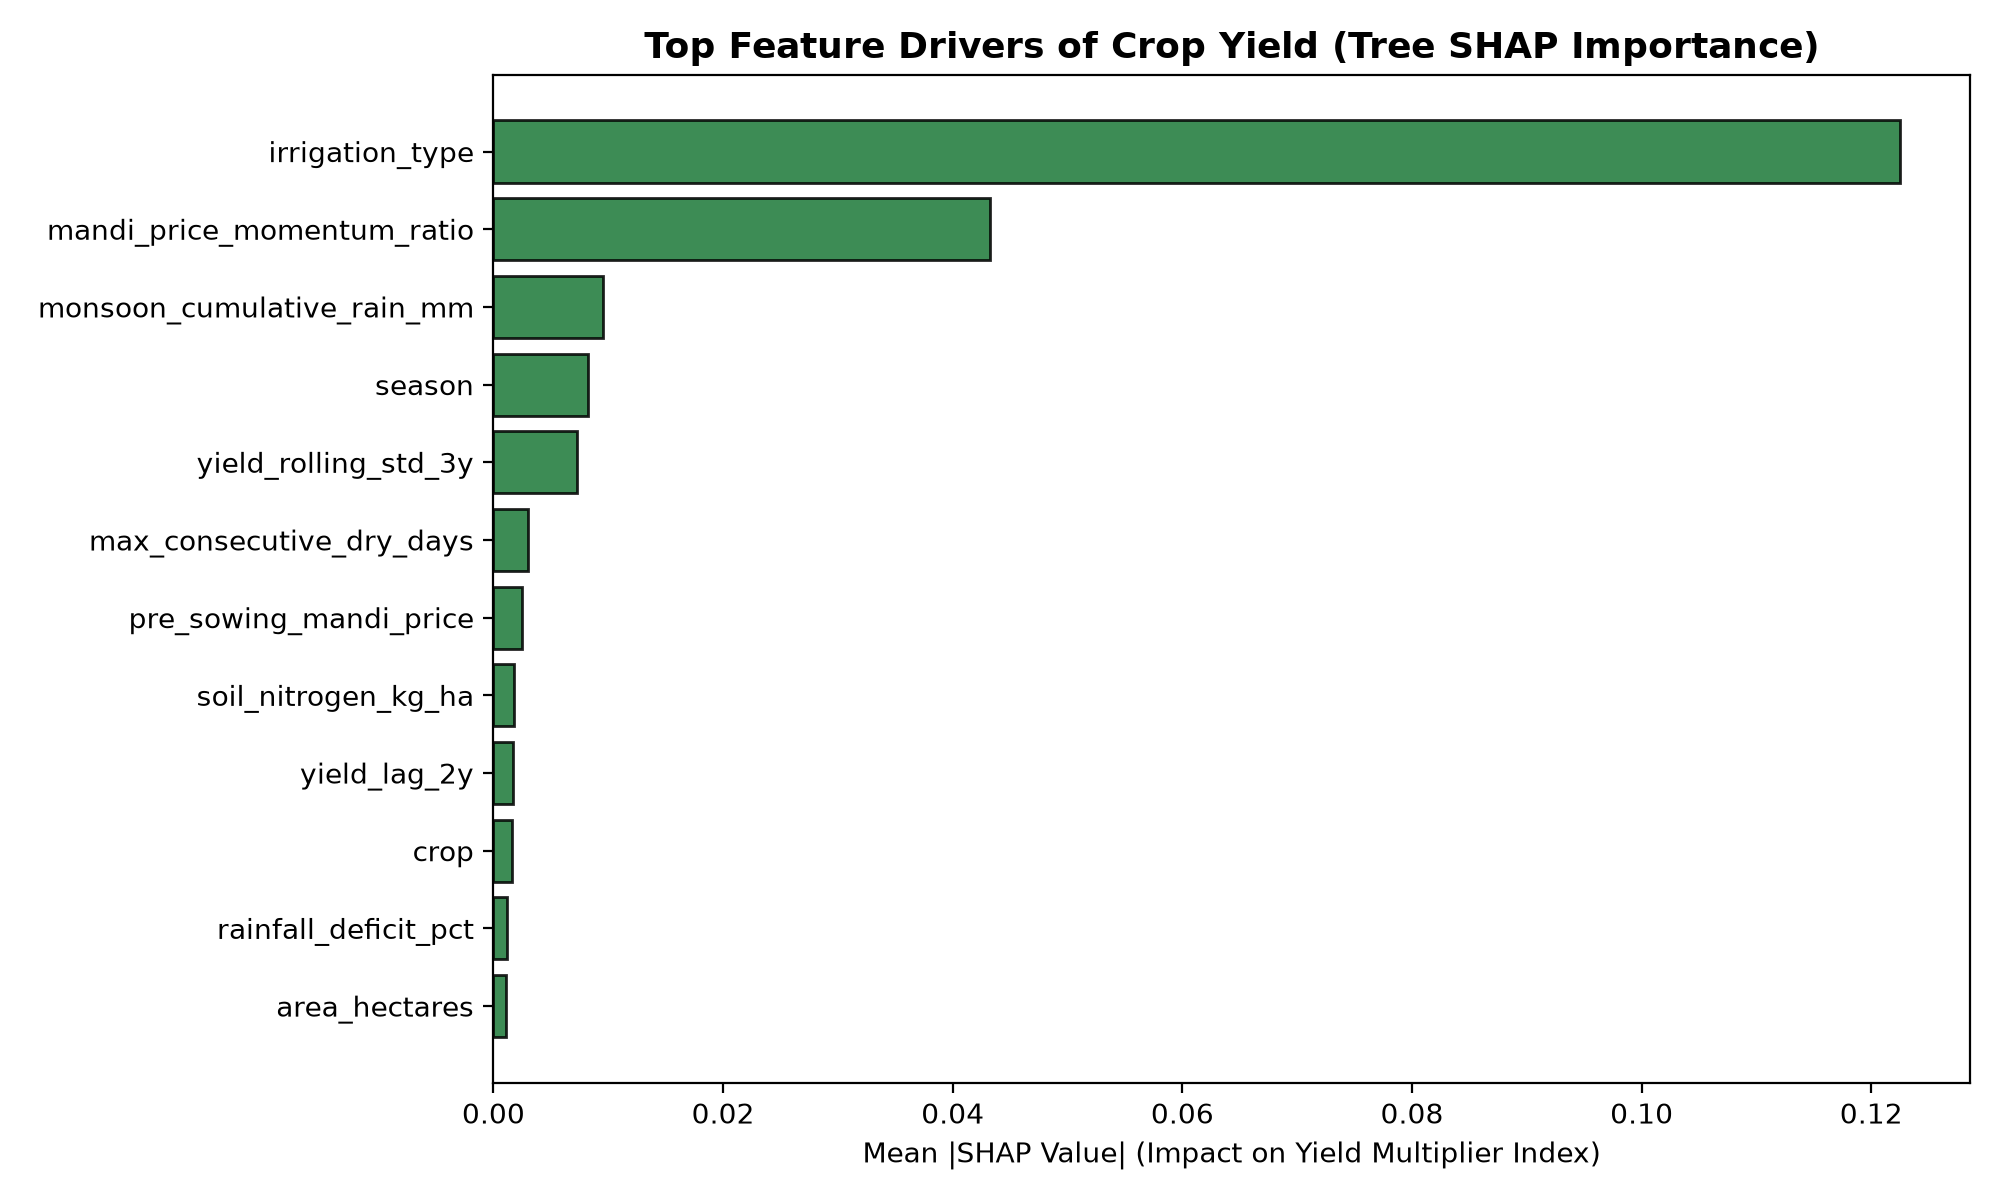 Top Feature Drivers of Crop Yield (Tree SHAP Importance)
irrigation_type
mandi_price_momentum_ratio
monsoon_cumulative_rain_mm
season
yield_rolling_std_3y
max_consecutive_dry_days
pre_sowing_mandi_price
soil_nitrogen_kg_ha
yield_lag_2y
crop
rainfall_deficit_pct
area_hectares
0.00 0.02 0.04 0.06 0.08 0.10 0.12
Mean |SHAP Value| (Impact on Yield Multiplier Index)